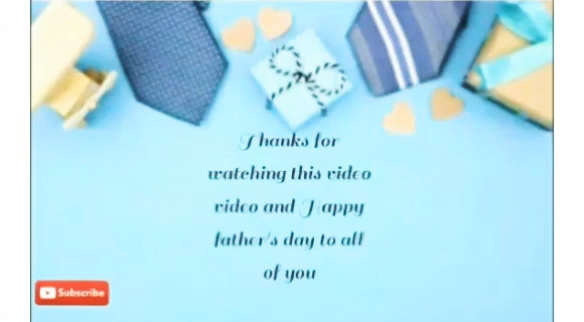 Thanks for
watching this video
video and Happy
father's day to all
of you
Subscribe